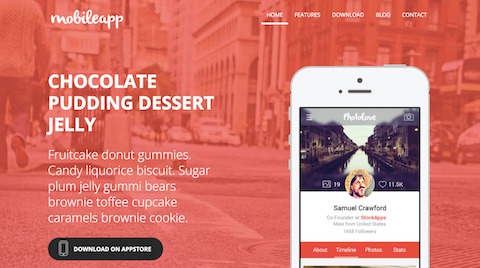 mobileapp
HOME FEATURES DOWNLOAD BLOG CONTACT
CHOCOLATE
PUDDING DESSERT
JELLY
Fruitcake donut gummies.
Candy liquorice biscuit. Sugar
plum jelly gummi bears
brownie toffee cupcake
caramels brownie cookie.
DOWNLOAD ON APPSTORE
Photolove
19
11.5K
Samuel Crawford
Co-Founder at StockApps
Male from United States
1668 Followers
About Timeline Photos Stats